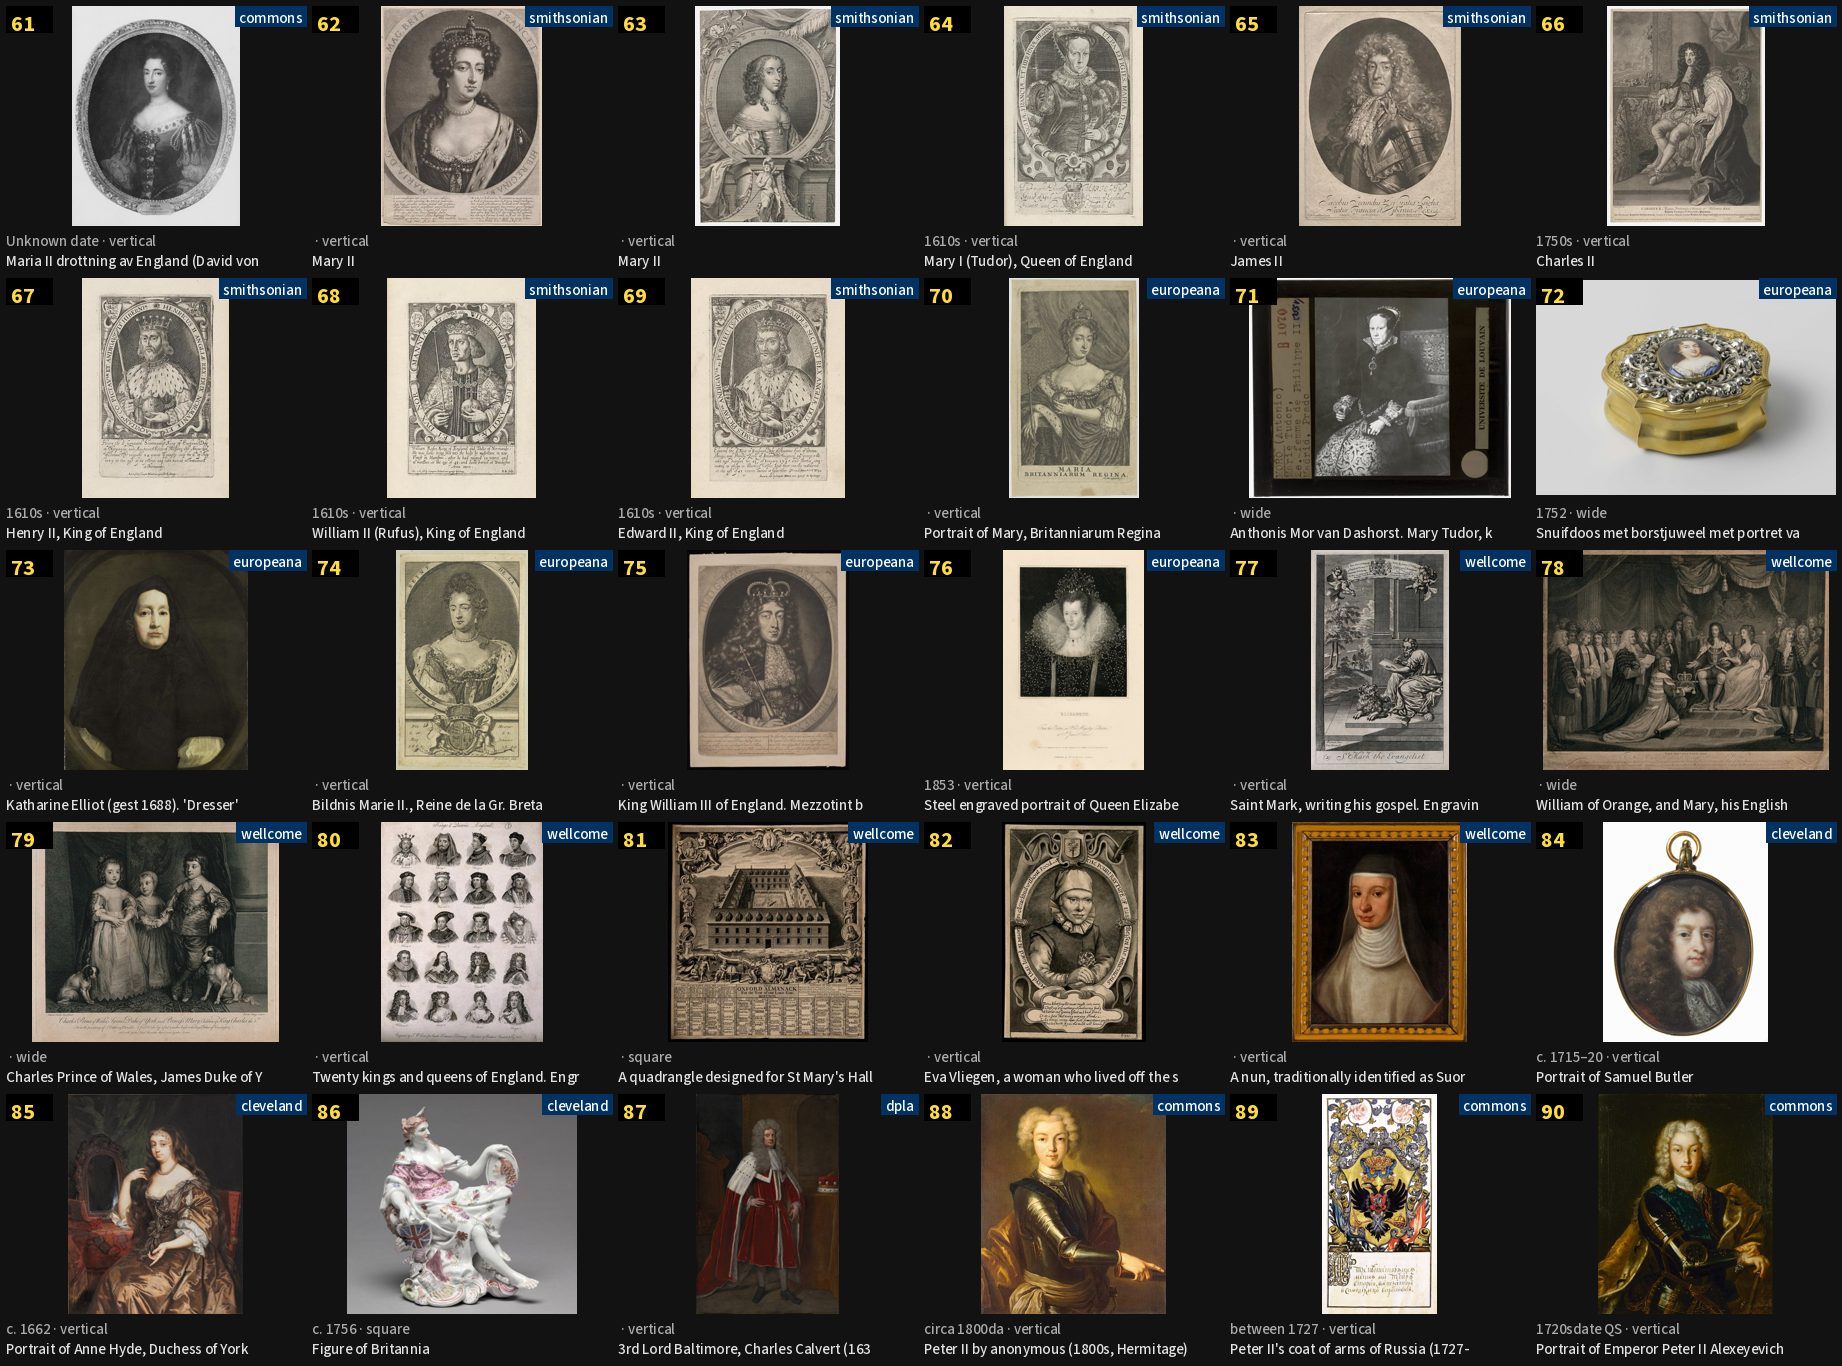 61
commons
Unknown date · vertical
Maria II drottning av England (David von
62
smithsonian
· vertical
Mary II
63
smithsonian
· vertical
Mary II
64
smithsonian
1610s · vertical
Mary I (Tudor), Queen of England
65
smithsonian
· vertical
James II
66
smithsonian
1750s · vertical
Charles II
67
smithsonian
1610s · vertical
Henry II, King of England
68
smithsonian
1610s · vertical
William II (Rufus), King of England
69
smithsonian
1610s · vertical
Edward II, King of England
70
europeana
MARIA
BRITANNIARUM REGINA.
· vertical
Portrait of Mary, Britanniarum Regina
71
europeana
B 1070
UNIVERSITE DE LOUVAIN
· wide
Anthonis Mor van Dashorst. Mary Tudor, k
72
europeana
1752 · wide
Snuifdoos met borstjuweel met portret va
73
europeana
· vertical
Katharine Elliot (gest 1688). 'Dresser'
74
europeana
· vertical
Bildnis Marie II., Reine de la Gr. Breta
75
europeana
· vertical
King William III of England. Mezzotint b
76
europeana
1853 · vertical
Steel engraved portrait of Queen Elizabe
77
wellcome
St Mark the Evangelist
· vertical
Saint Mark, writing his gospel. Engravin
78
wellcome
· wide
William of Orange, and Mary, his English
79
wellcome
· wide
Charles Prince of Wales, James Duke of Y
80
wellcome
· vertical
Twenty kings and queens of England. Engr
81
wellcome
OXFORD ALMANACK
· square
A quadrangle designed for St Mary's Hall
82
wellcome
· vertical
Eva Vliegen, a woman who lived off the s
83
wellcome
· vertical
A nun, traditionally identified as Suor
84
cleveland
c. 1715–20 · vertical
Portrait of Samuel Butler
85
cleveland
c. 1662 · vertical
Portrait of Anne Hyde, Duchess of York
86
cleveland
c. 1756 · square
Figure of Britannia
87
dpla
· vertical
3rd Lord Baltimore, Charles Calvert (163
88
commons
circa 1800da · vertical
Peter II by anonymous (1800s, Hermitage)
89
commons
between 1727 · vertical
Peter II's coat of arms of Russia (1727-
90
commons
1720sdate QS · vertical
Portrait of Emperor Peter II Alexeyevich